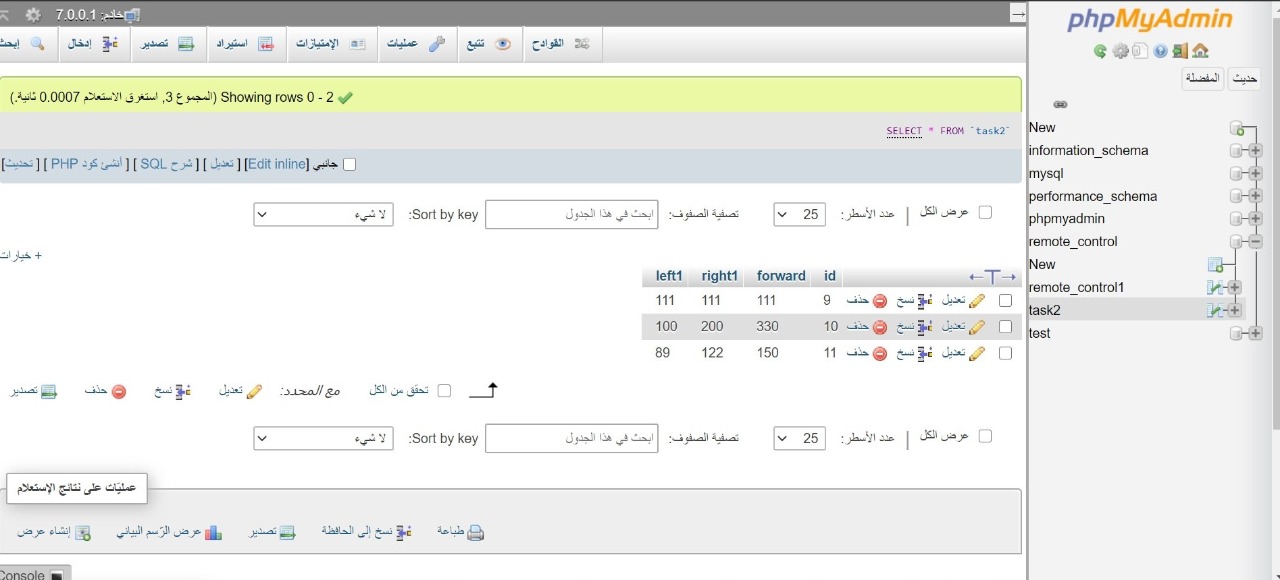 phpMyAdmin
حديث المفضلة
New
information_schema
mysql
performance_schema
phpmyadmin
remote_control
New
remote_control1
task2
test
خادم: 7.0.0.1
القوادح تتبع عمليات الإمتيازات استيراد تصدير إدخال إبحث
Showing rows 0 - 2 (المجموع 3, استغرق الاستعلام 0.0007 ثانية.)
SELECT * FROM `task2`
جانبي [Edit inline] [ تعديل ] [ شرح SQL ] [ أنشئ كود PHP ] [ تحديث]
عرض الكل | عدد الأسطر: 25 تصفية الصفوف: ابحث في هذا الجدول Sort by key: لا شيء
+ خيارات
←T→ id forward right1 left1
تعديل نسخ حذف 9 111 111 111
تعديل نسخ حذف 10 330 200 100
تعديل نسخ حذف 11 150 122 89
تحقق من الكل مع المحدد: تعديل نسخ حذف تصدير
عرض الكل | عدد الأسطر: 25 تصفية الصفوف: ابحث في هذا الجدول Sort by key: لا شيء
عمليّات على نتائج الإستعلام
طباعة نسخ إلى الحافظة تصدير عرض الرّسم البياني إنشاء عرض
Console